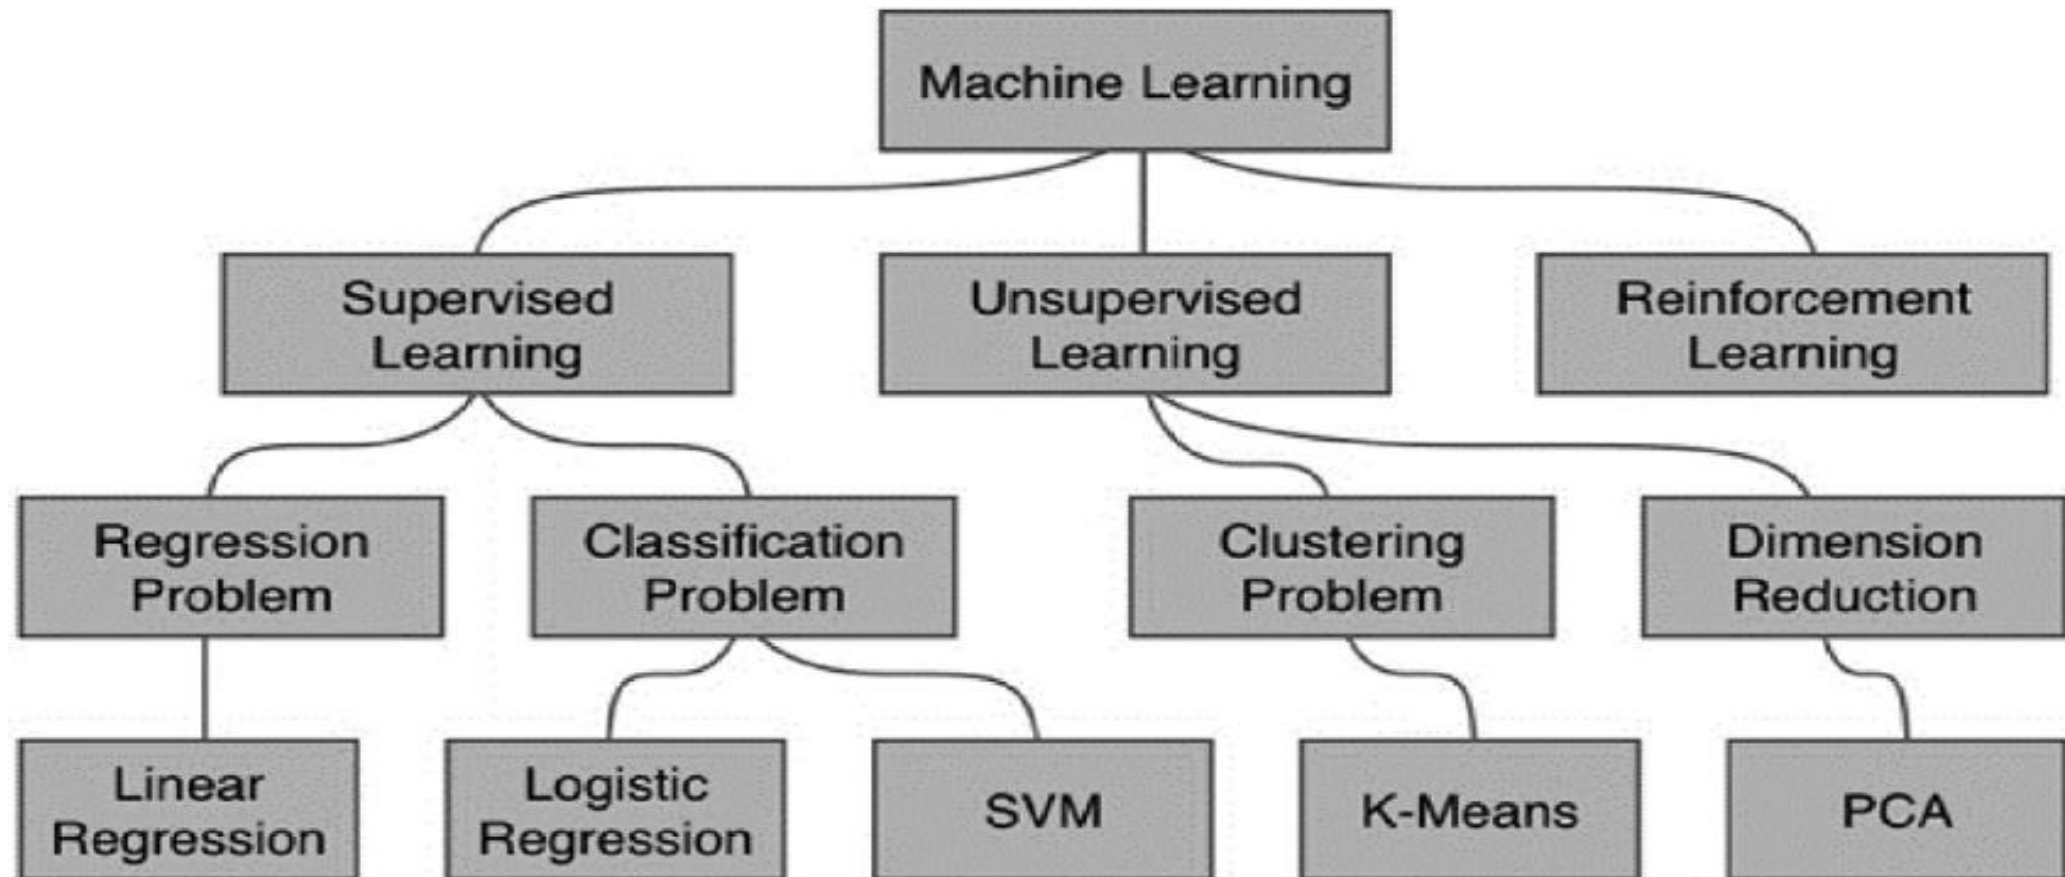 Machine Learning
Supervised
Learning
Unsupervised
Learning
Reinforcement
Learning
Regression
Problem
Classification
Problem
Clustering
Problem
Dimension
Reduction
Linear
Regression
Logistic
Regression
SVM
K-Means
PCA